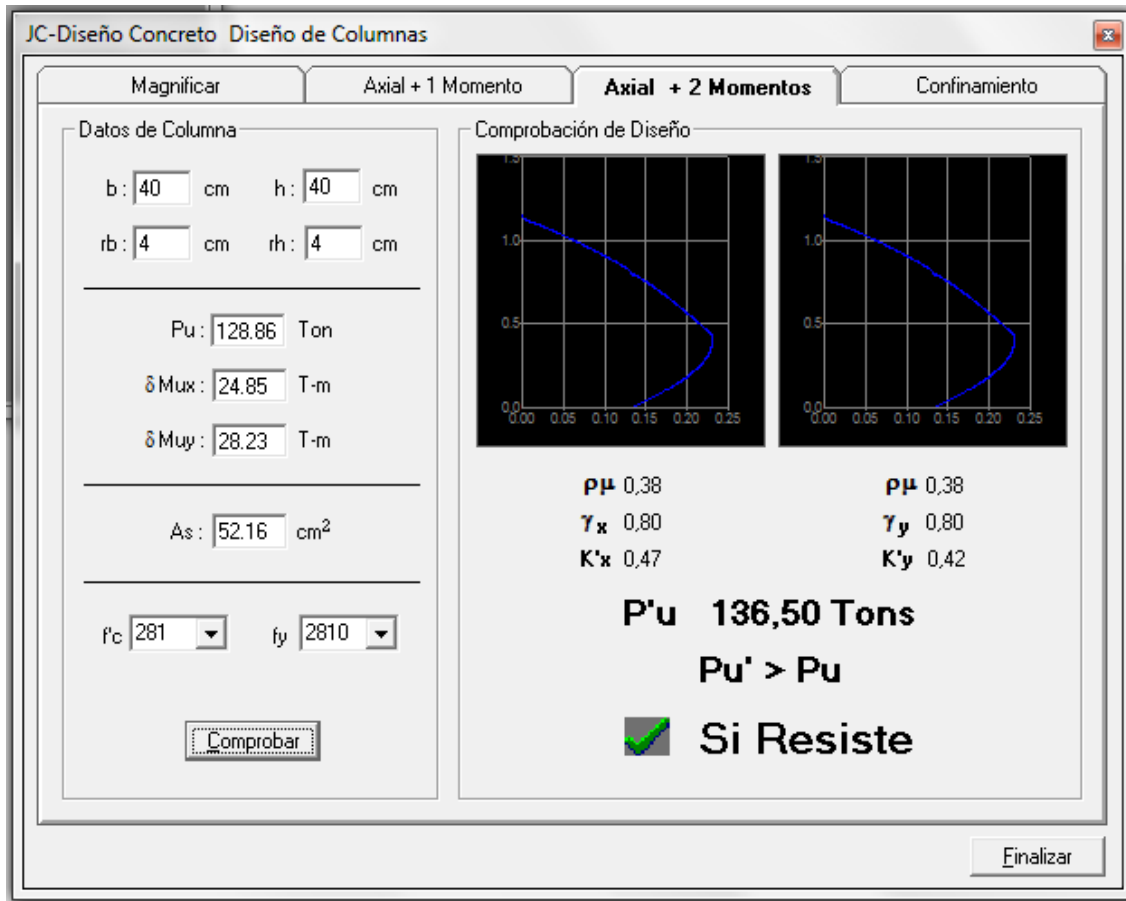 JC-Diseño Concreto Diseño de Columnas
Magnificar
Axial + 1 Momento
Axial + 2 Momentos
Confinamiento
Datos de Columna
b: 40 cm h: 40 cm
rb: 4 cm rh: 4 cm
Pu: 128.86 Ton
δMux: 24.85 T-m
δMuy: 28.23 T-m
As: 52.16 cm²
f'c 281 fy 2810
Comprobar
Comprobación de Diseño
1.5
1.0
0.5
0.0
0.00 0.05 0.10 0.15 0.20 0.25
1.5
1.0
0.5
0.0
0.00 0.05 0.10 0.15 0.20 0.25
ρμ 0,38 ρμ 0,38
γx 0,80 γy 0,80
K'x 0,47 K'y 0,42
P'u 136,50 Tons
Pu' > Pu
Si Resiste
Finalizar